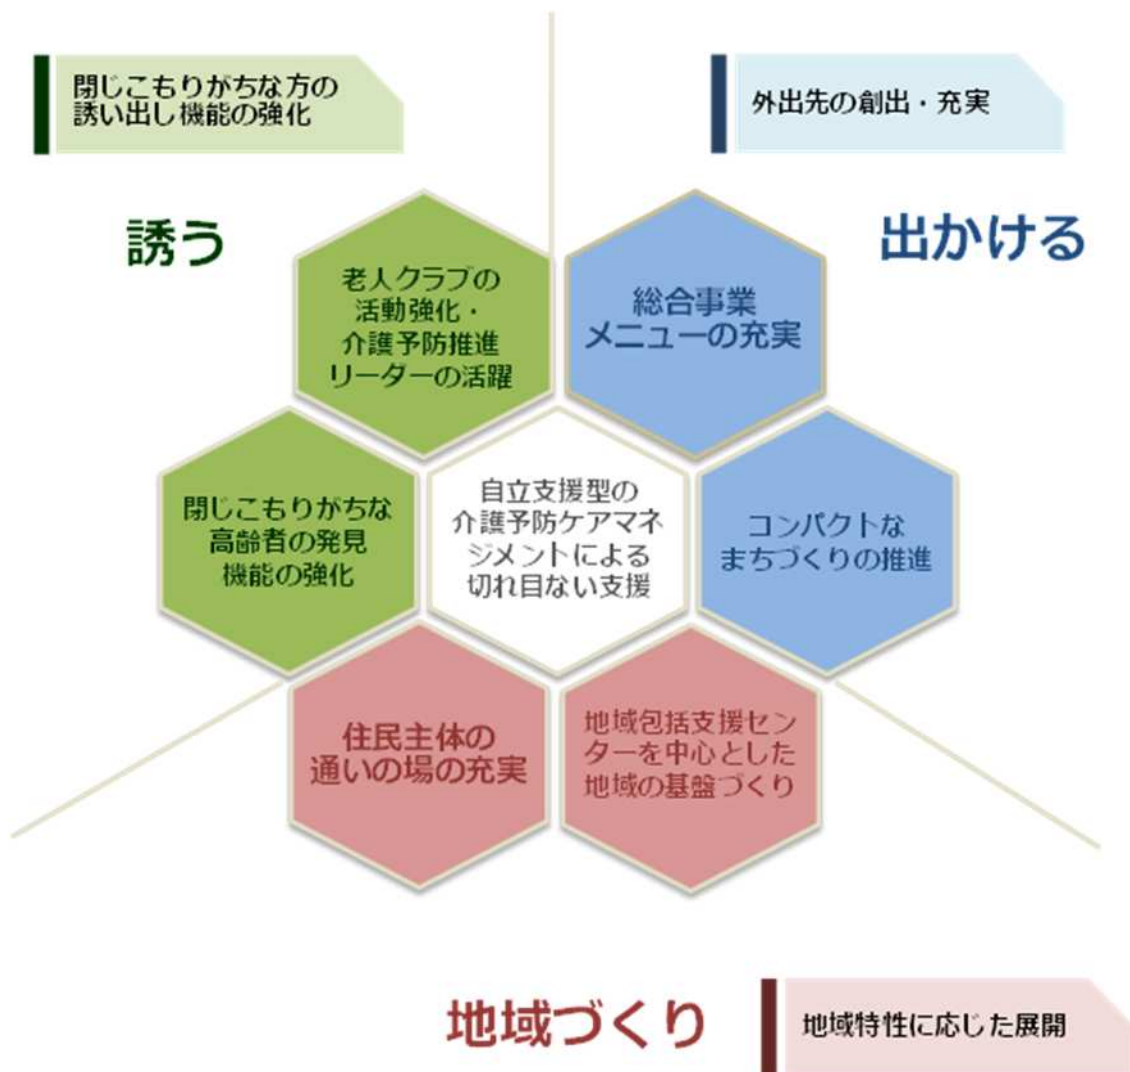 閉じこもりがちな方の
誘い出し機能の強化
外出先の創出・充実
誘う
出かける
老人クラブの
活動強化・
介護予防推進
リーダーの活躍
総合事業
メニューの充実
閉じこもりがちな
高齢者の発見
機能の強化
自立支援型の
介護予防ケアマネ
ジメントによる
切れ目ない支援
コンパクトな
まちづくりの推進
住民主体の
通いの場の充実
地域包括支援セン
ターを中心とした
地域の基盤づくり
地域づくり
地域特性に応じた展開